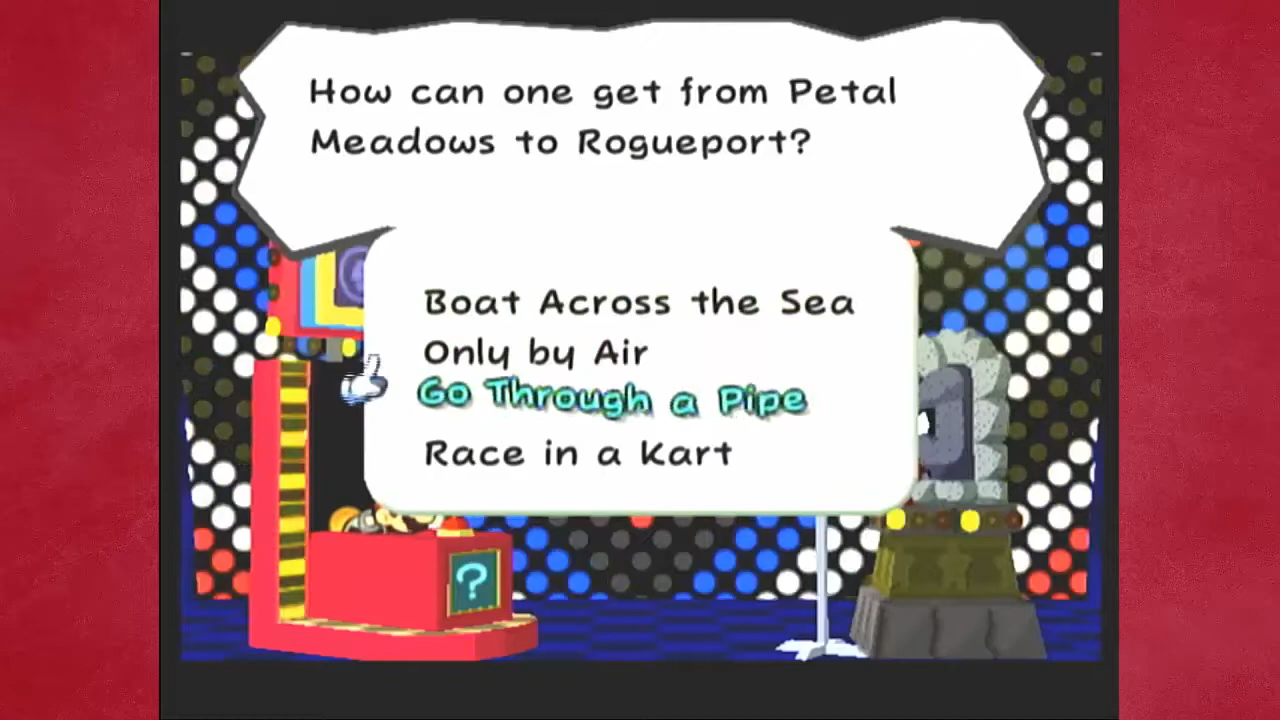 How can one get from Petal
Meadows to Rogueport?
Boat Across the Sea
Only by Air
Go Through a Pipe
Race in a Kart
?